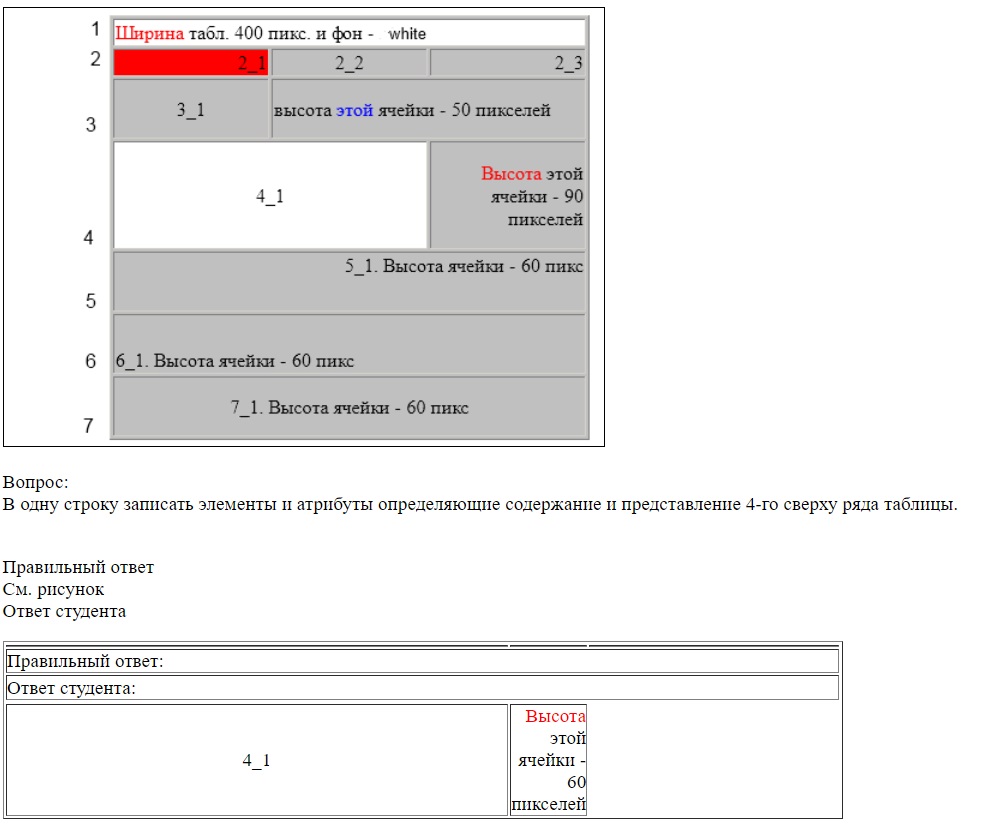 1 Ширина табл. 400 пикс. и фон - white
2 2_1 2_2 2_3
3_1 высота этой ячейки - 50 пикселей
3
Высота этой
4_1 ячейки - 90
пикселей
4
5_1. Высота ячейки - 60 пикс
5
6 6_1. Высота ячейки - 60 пикс
7_1. Высота ячейки - 60 пикс
7
Вопрос:
В одну строку записать элементы и атрибуты определяющие содержание и представление 4-го сверху ряда таблицы.
Правильный ответ
См. рисунок
Ответ студента
Правильный ответ:
Ответ студента:
4_1
Высота
этой
ячейки -
60
пикселей